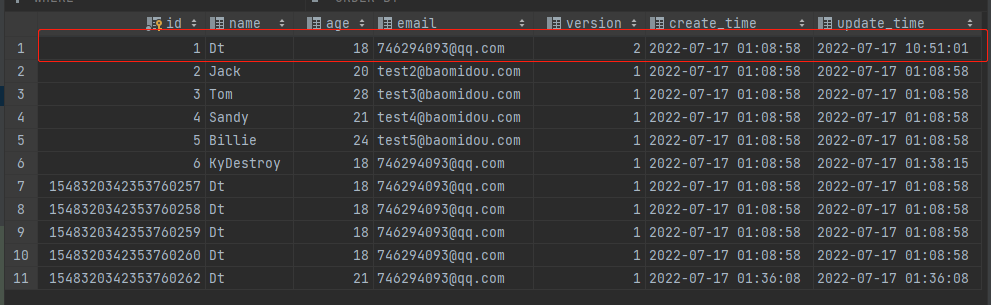 id name age email version create_time update_time
1 1 Dt 18 746294093@qq.com 2 2022-07-17 01:08:58 2022-07-17 10:51:01
2 2 Jack 20 test2@baomidou.com 1 2022-07-17 01:08:58 2022-07-17 01:08:58
3 3 Tom 28 test3@baomidou.com 1 2022-07-17 01:08:58 2022-07-17 01:08:58
4 4 Sandy 21 test4@baomidou.com 1 2022-07-17 01:08:58 2022-07-17 01:08:58
5 5 Billie 24 test5@baomidou.com 1 2022-07-17 01:08:58 2022-07-17 01:08:58
6 6 KyDestroy 18 746294093@qq.com 1 2022-07-17 01:08:58 2022-07-17 01:38:15
7 1548320342353760257 Dt 18 746294093@qq.com 1 2022-07-17 01:08:58 2022-07-17 01:08:58
8 1548320342353760258 Dt 18 746294093@qq.com 1 2022-07-17 01:08:58 2022-07-17 01:08:58
9 1548320342353760259 Dt 18 746294093@qq.com 1 2022-07-17 01:08:58 2022-07-17 01:08:58
10 1548320342353760260 Dt 18 746294093@qq.com 1 2022-07-17 01:08:58 2022-07-17 01:08:58
11 1548320342353760262 Dt 21 746294093@qq.com 1 2022-07-17 01:36:08 2022-07-17 01:36:08